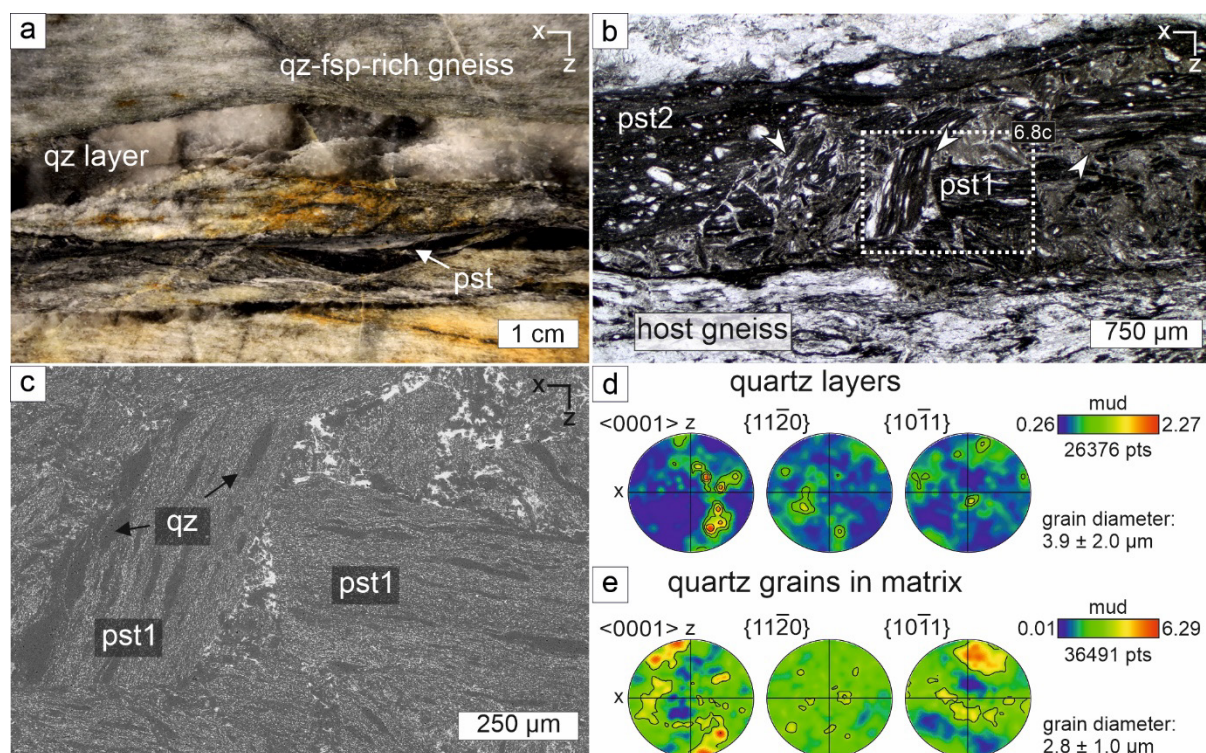 a
x
z
qz-fsp-rich gneiss
qz layer
pst
1 cm
b
x
z
pst2
6.8c
pst1
host gneiss
750 µm
c
x
z
qz
pst1
pst1
250 µm
d
quartz layers
<0001> z {112̅0} {101̅1}
x
mud
0.26 2.27
26376 pts
grain diameter:
3.9 ± 2.0 µm
e
quartz grains in matrix
<0001> z {112̅0} {101̅1}
x
mud
0.01 6.29
36491 pts
grain diameter:
2.8 ± 1.0 µm